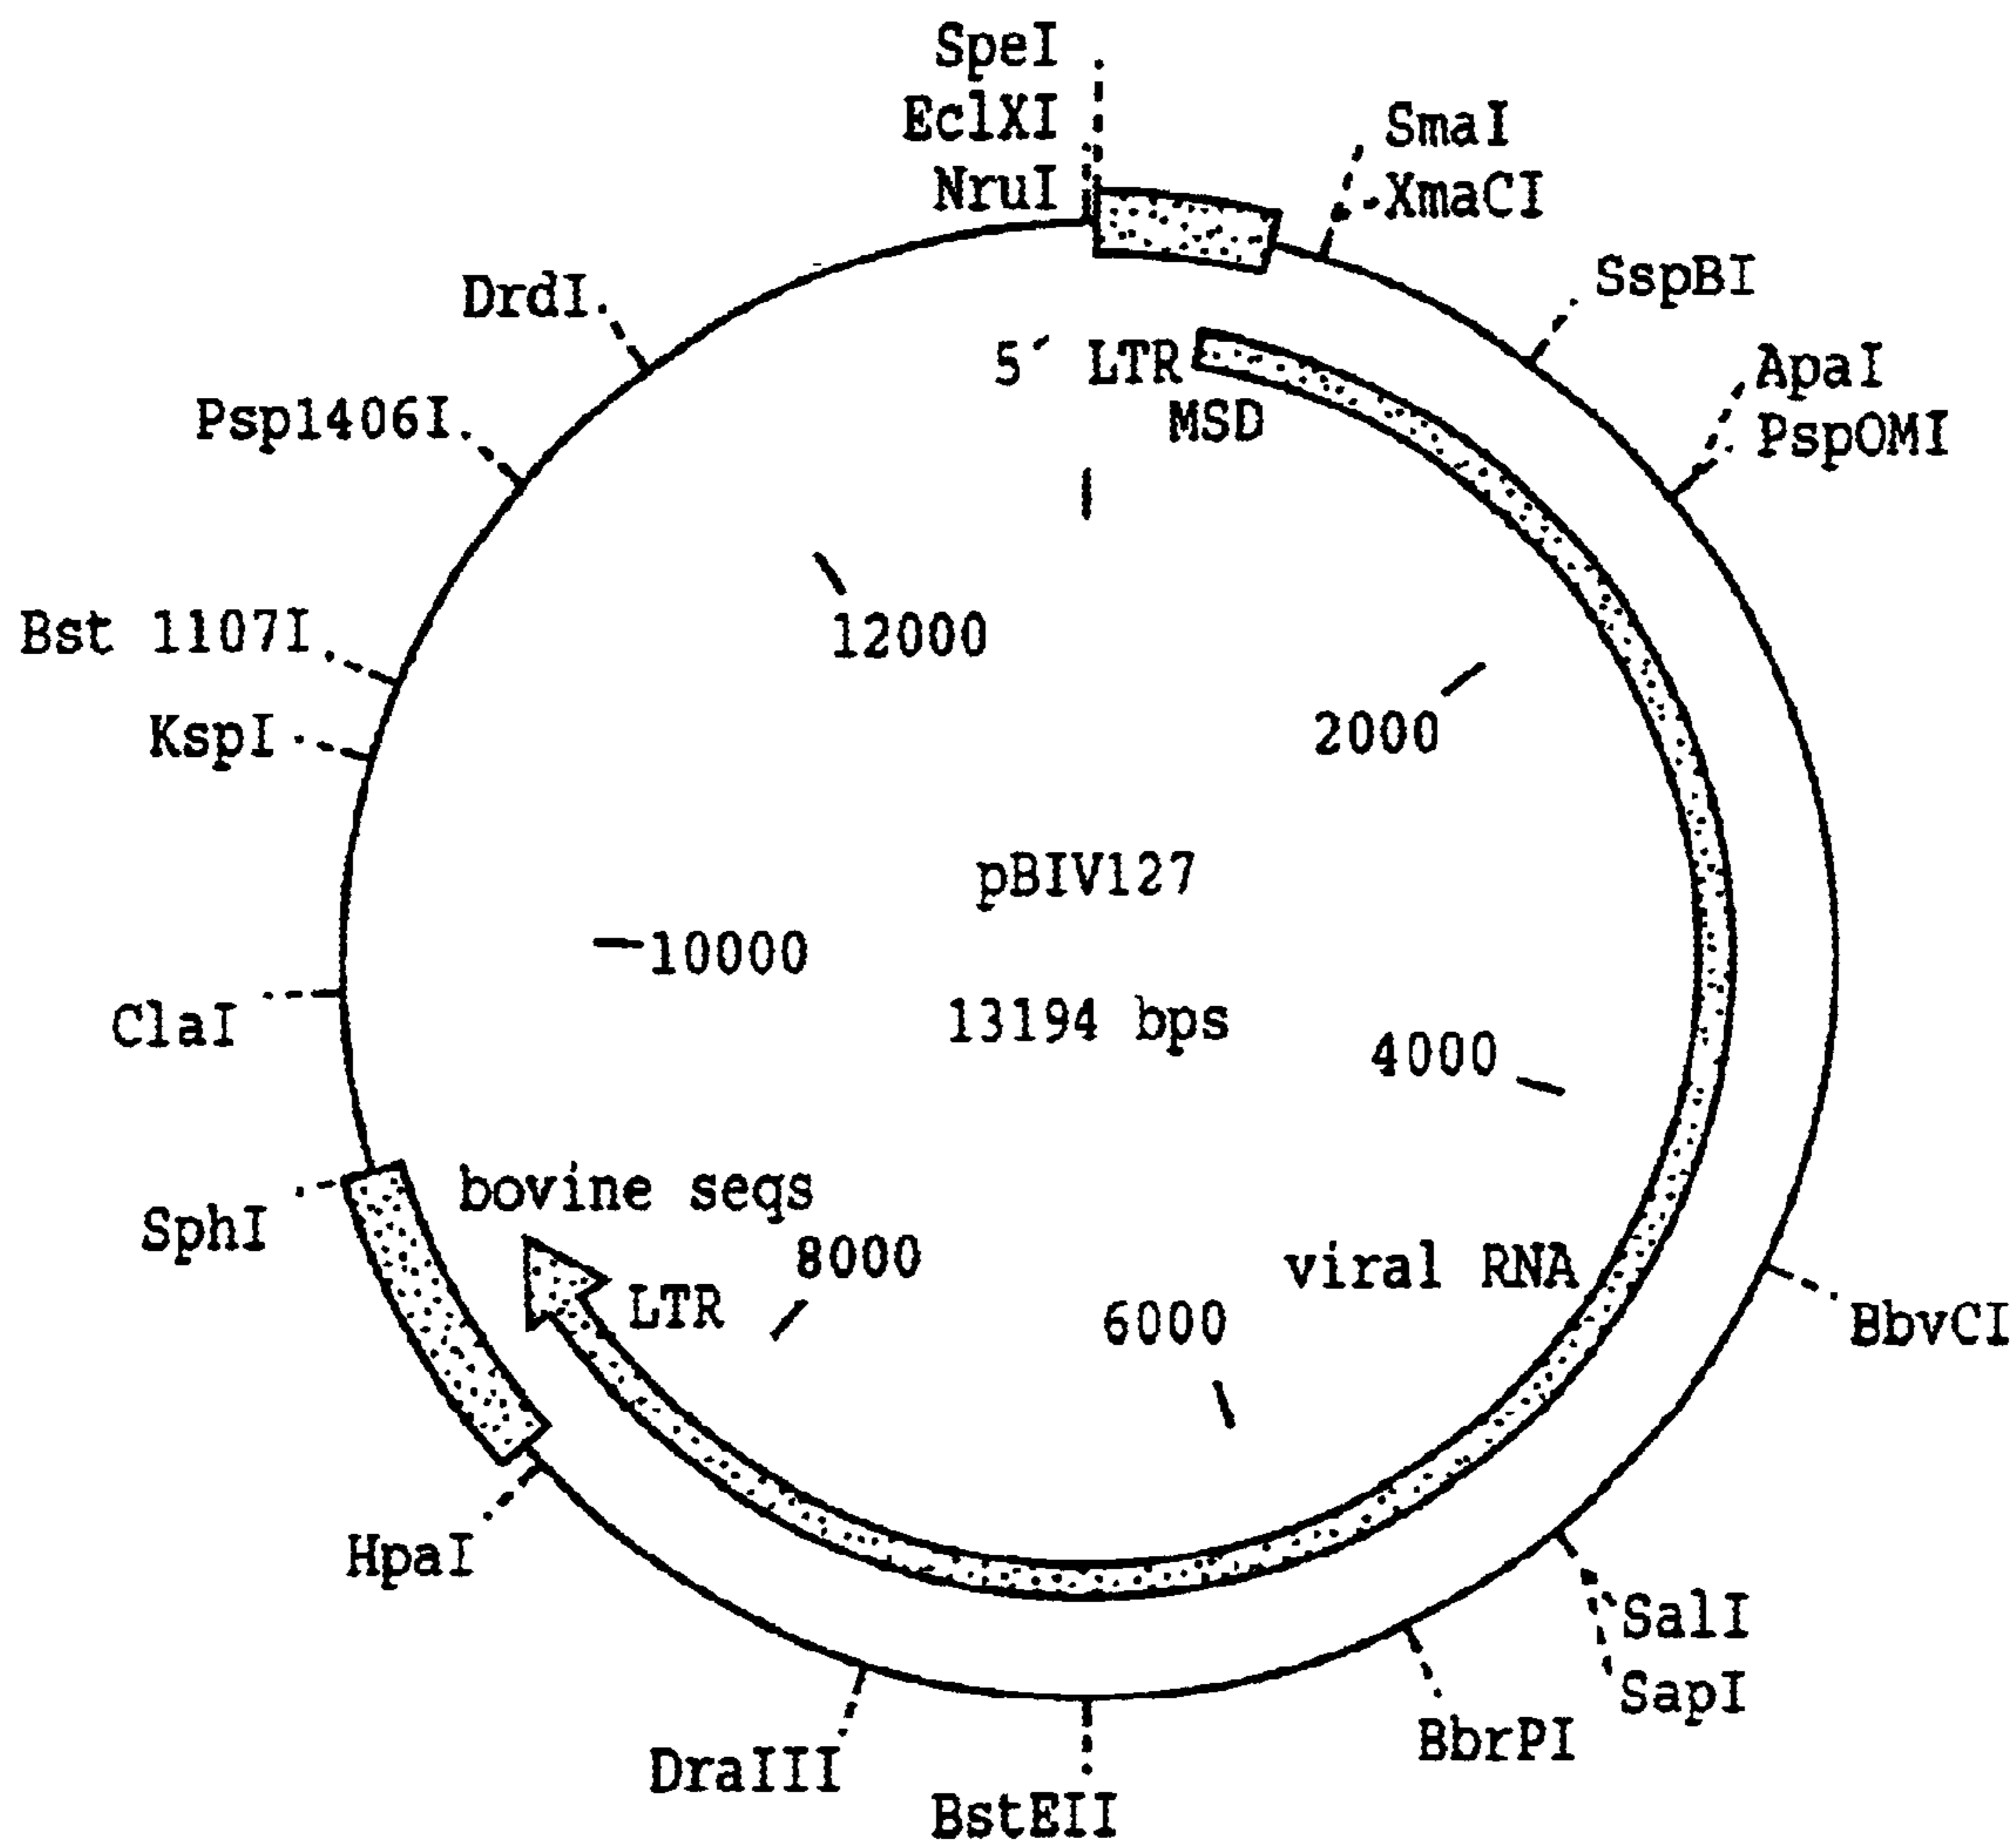 SpeI
EclXI
NruI
SmaI
XmaCI
SspBI
ApaI
PspOMI
DrdI
Psp1406I
5´ LTR
MSD
12000
2000
Bst 1107I
KspI
pBIV127
10000
13194 bps
4000
ClaI
SphI
bovine seqs
LTR
8000
6000
viral RNA
BbvCI
SalI
SapI
BbrPI
BstEII
DraIII
HpaI